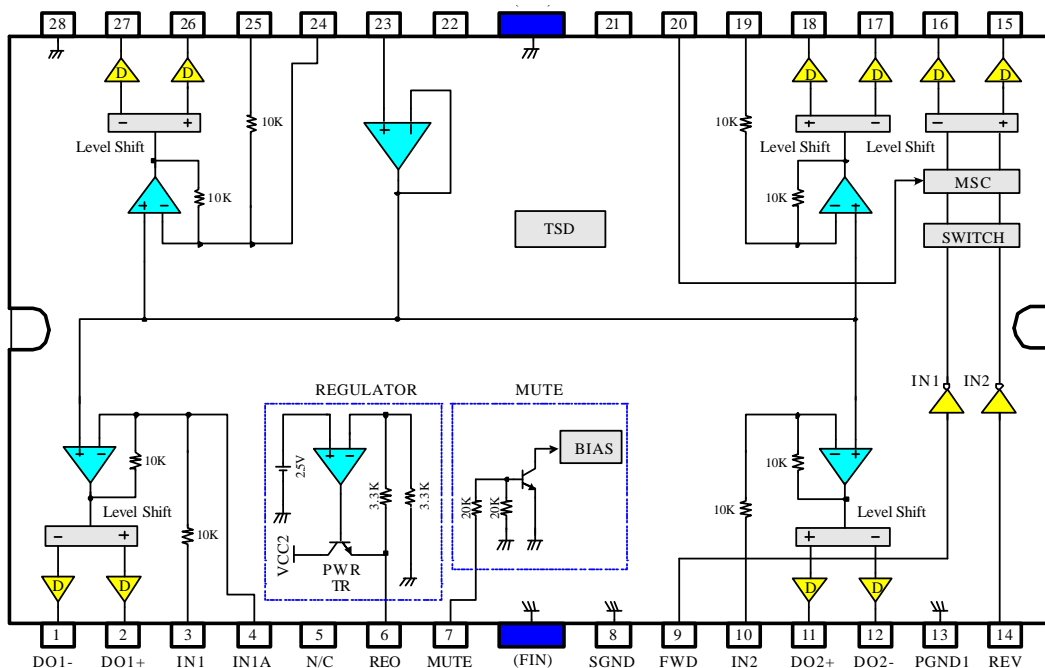 28 27 26 25 24 23 22 21 20 19 18 17 16 15
D D D D D D
10K 10K
- + + - - +
Level Shift Level Shift Level Shift
+ -
10K 10K MSC
+ - - +
TSD SWITCH
REGULATOR MUTE IN1 IN2
+ - + - - +
BIAS
10K 2.5V 10K
3.3K 3.3K 20K 20K
Level Shift Level Shift
10K 10K
- + + -
VCC2 PWR
TR
D D D D
1 2 3 4 5 6 7 (FIN) 8 9 10 11 12 13 14
DO1- DO1+ IN1 IN1A N/C REO MUTE SGND FWD IN2 DO2+ DO2- PGND1 REV